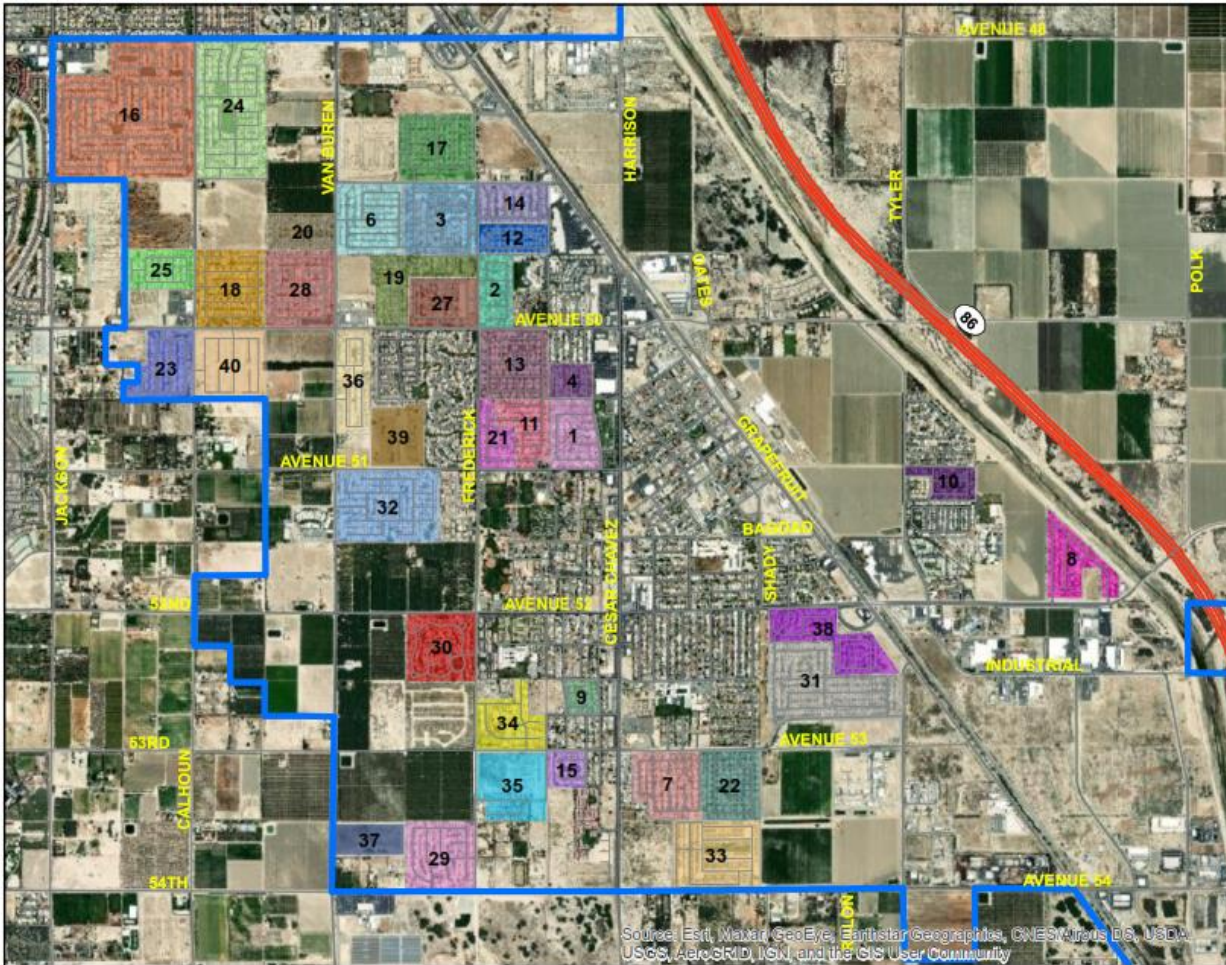 AVENUE 48
16
24
VAN BUREN
17
HARRISON
TYLER
POLK
14
6
3
20
12
25
18
28
19
27
2
OATES
AVENUE 50
86
23
40
36
13
4
39
21
11
1
FREDERICK
GRAPEFRUIT
AVENUE 51
JACKSON
10
32
BAGDAD
SHADY
CESAR CHAVEZ
8
52ND
AVENUE 52
30
38
INDUSTRIAL
31
9
34
53RD
AVENUE 53
CALHOUN
35
15
7
22
37
29
33
54TH
AVENUE 54
Source: Esri, Maxar, GeoEye, Earthstar Geographics, CNES/Airbus DS, USDA,
USGS, AeroGRID, IGN, and the GIS User Community